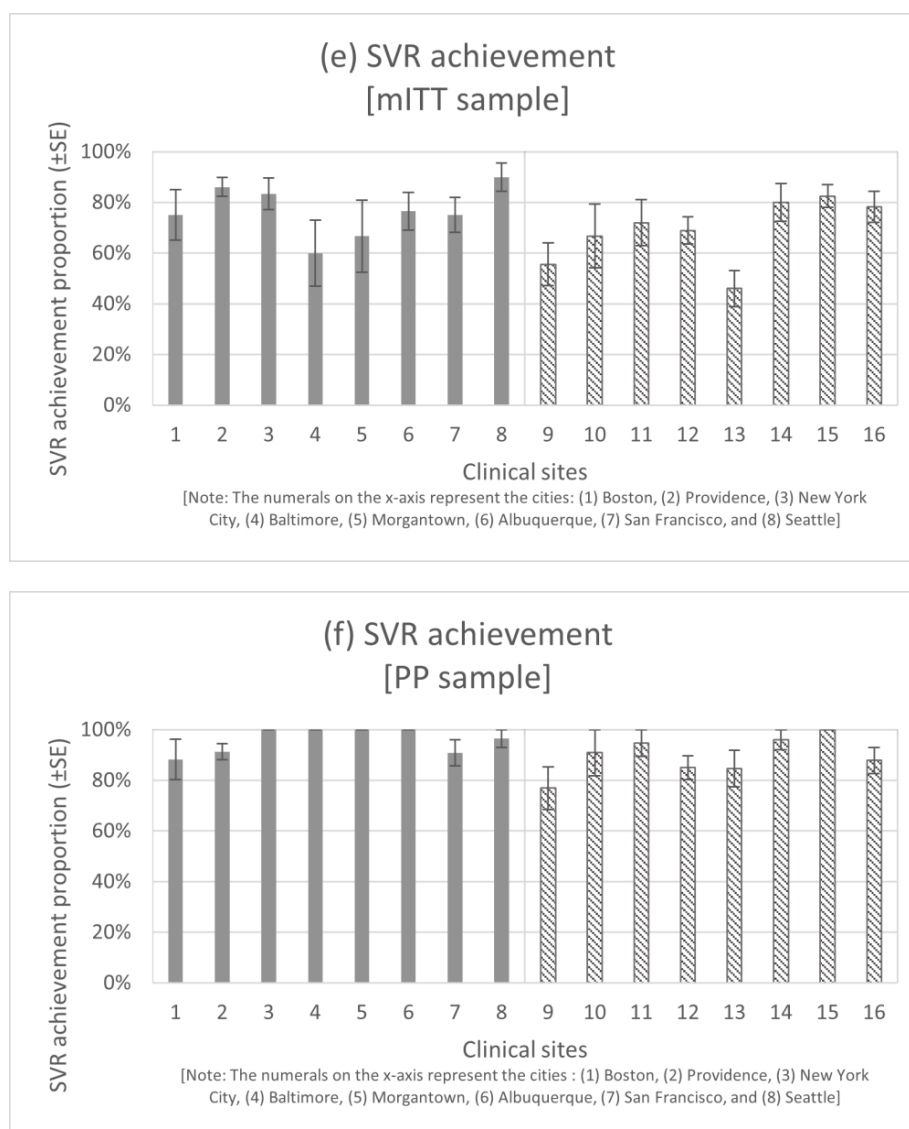 (e) SVR achievement
[mITT sample]
SVR achievement proportion (±SE)
100%
80%
60%
40%
20%
0%
1 2 3 4 5 6 7 8 9 10 11 12 13 14 15 16
Clinical sites
[Note: The numerals on the x-axis represent the cities: (1) Boston, (2) Providence, (3) New York
City, (4) Baltimore, (5) Morgantown, (6) Albuquerque, (7) San Francisco, and (8) Seattle]
(f) SVR achievement
[PP sample]
SVR achievement proportion (±SE)
100%
80%
60%
40%
20%
0%
1 2 3 4 5 6 7 8 9 10 11 12 13 14 15 16
Clinical sites
[Note: The numerals on the x-axis represent the cities : (1) Boston, (2) Providence, (3) New York
City, (4) Baltimore, (5) Morgantown, (6) Albuquerque, (7) San Francisco, and (8) Seattle]